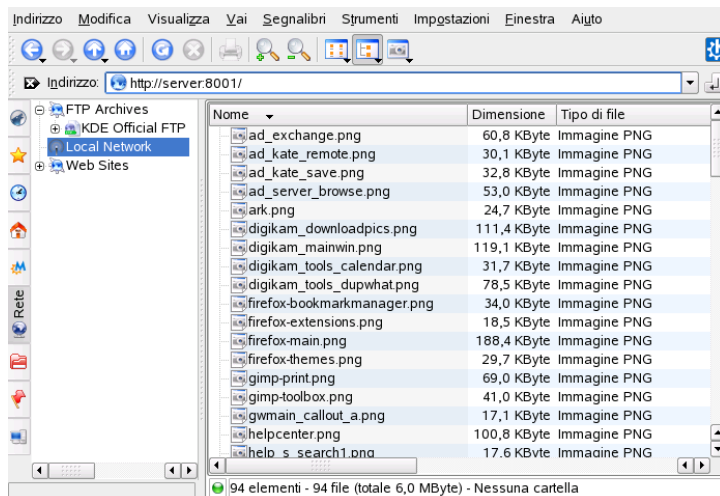 Indirizzo Modifica Visualizza Vai Segnalibri Strumenti Impostazioni Finestra Aiuto
Indirizzo: http://server:8001/
FTP Archives
KDE Official FTP
Local Network
Web Sites
Rete
Nome Dimensione Tipo di file
ad_exchange.png 60,8 KByte Immagine PNG
ad_kate_remote.png 30,1 KByte Immagine PNG
ad_kate_save.png 32,8 KByte Immagine PNG
ad_server_browse.png 53,0 KByte Immagine PNG
ark.png 24,7 KByte Immagine PNG
digikam_downloadpics.png 111,4 KByte Immagine PNG
digikam_mainwin.png 119,1 KByte Immagine PNG
digikam_tools_calendar.png 31,7 KByte Immagine PNG
digikam_tools_dupwhat.png 78,5 KByte Immagine PNG
firefox-bookmarkmanager.png 34,0 KByte Immagine PNG
firefox-extensions.png 18,5 KByte Immagine PNG
firefox-main.png 188,4 KByte Immagine PNG
firefox-themes.png 29,7 KByte Immagine PNG
gimp-print.png 69,0 KByte Immagine PNG
gimp-toolbox.png 41,0 KByte Immagine PNG
gwmain_callout_a.png 17,1 KByte Immagine PNG
helpcenter.png 100,8 KByte Immagine PNG
help_s_search1.png 17,6 KByte Immagine PNG
94 elementi - 94 file (totale 6,0 MByte) - Nessuna cartella